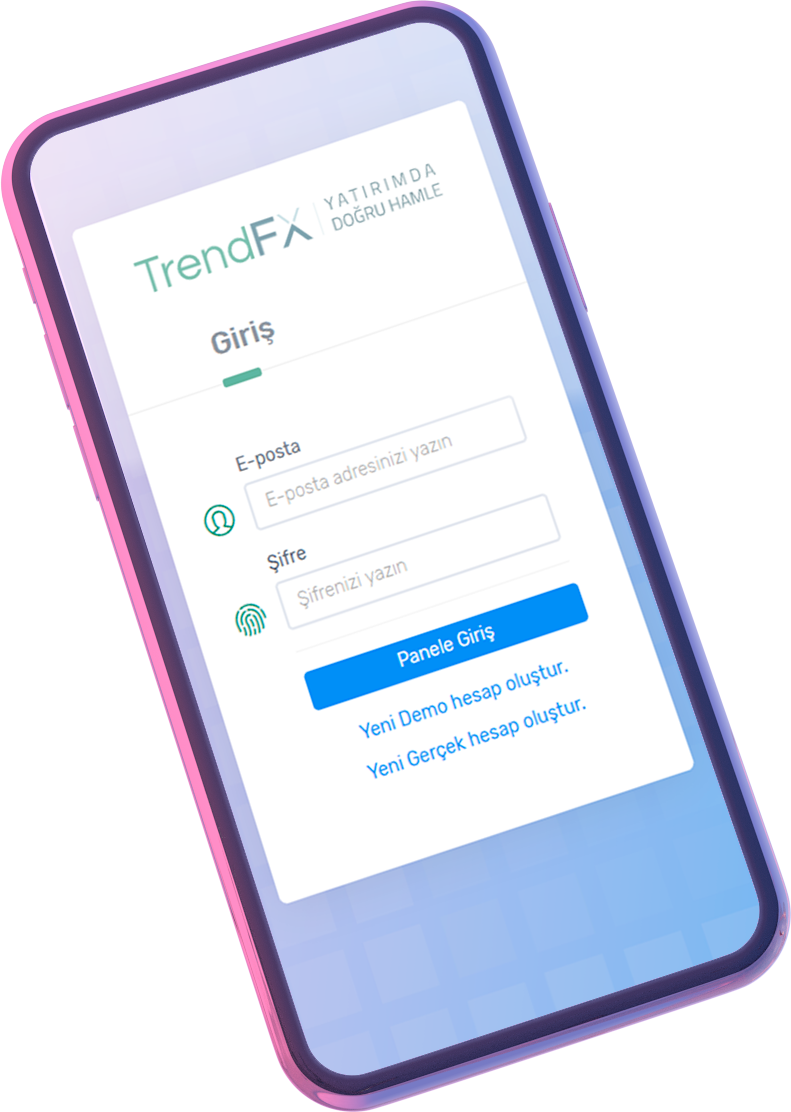 TrendFX
YATIRIMDA
DOĞRU HAMLE
Giriş
E-posta
E-posta adresinizi yazın
Şifre
Şifrenizi yazın
Panele Giriş
Yeni Demo hesap oluştur.
Yeni Gerçek hesap oluştur.